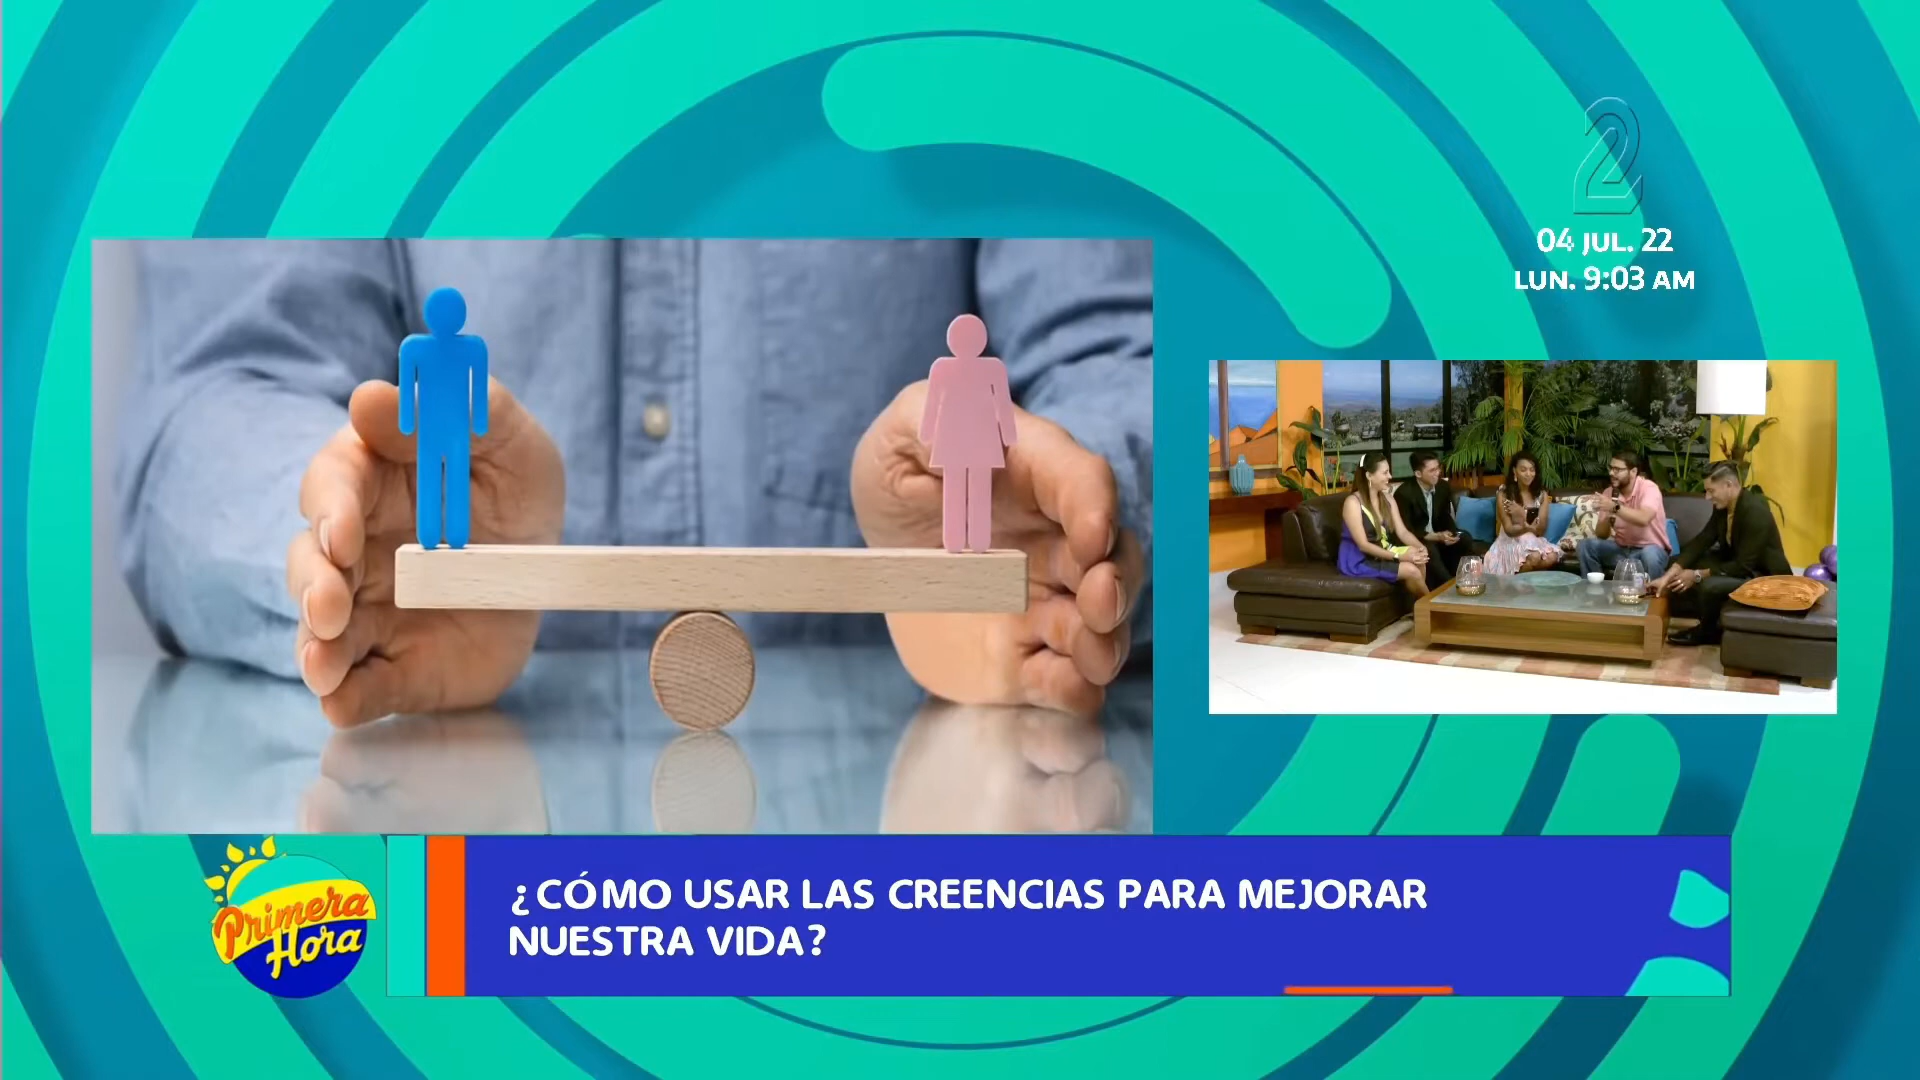 2
04 JUL. 22
LUN. 9:03 AM
Primera
Hora
¿CÓMO USAR LAS CREENCIAS PARA MEJORAR
NUESTRA VIDA?